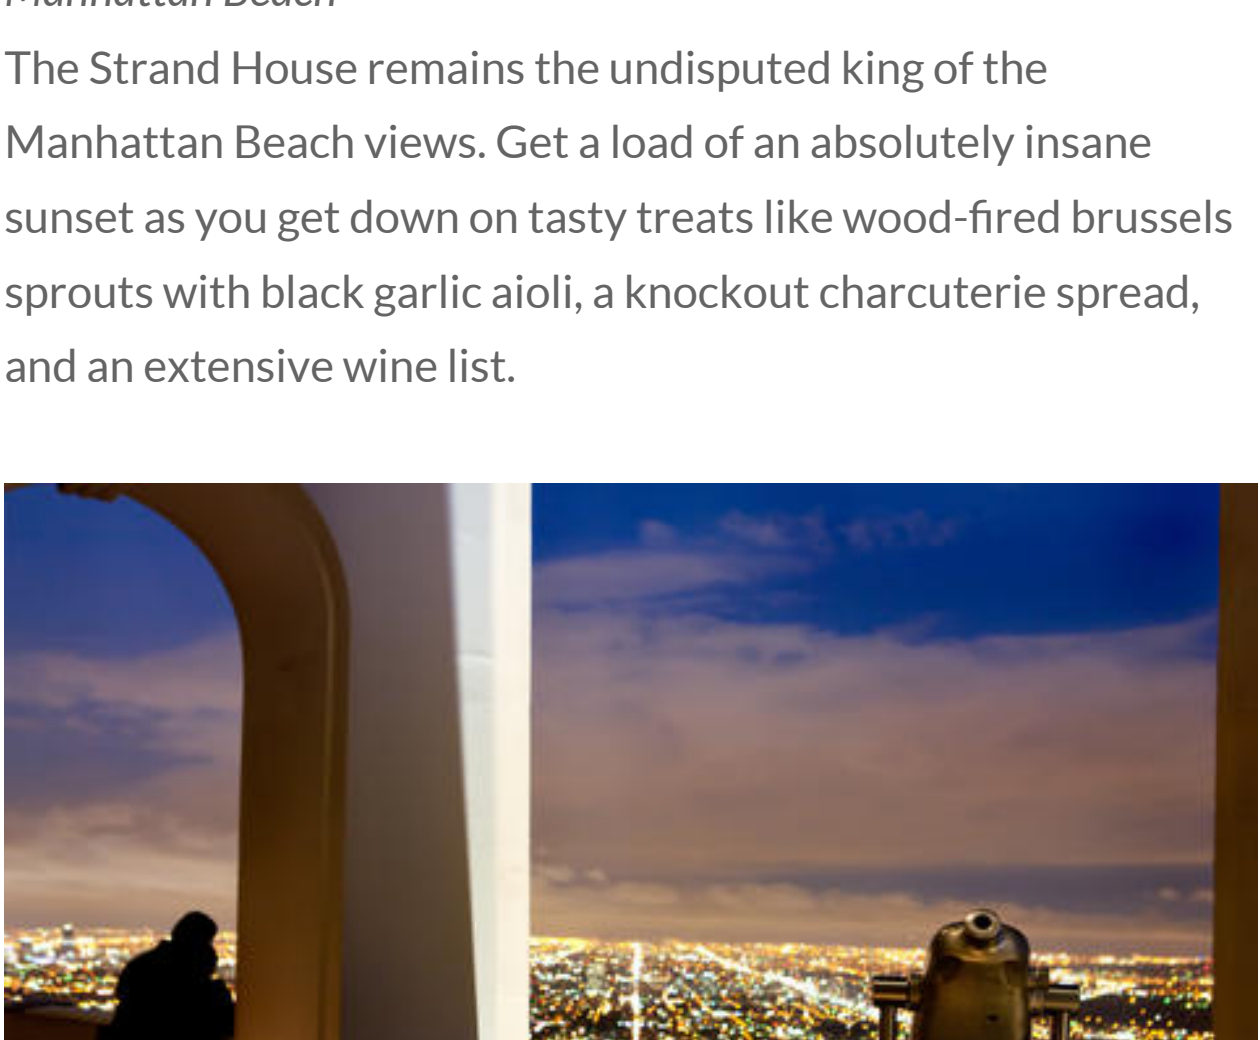 Manhattan Beach
The Strand House remains the undisputed king of the
Manhattan Beach views. Get a load of an absolutely insane
sunset as you get down on tasty treats like wood-fired brussels
sprouts with black garlic aioli, a knockout charcuterie spread,
and an extensive wine list.